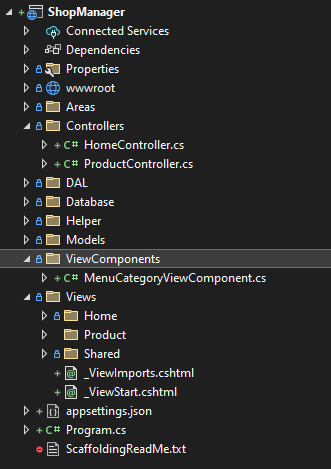 ShopManager
Connected Services
Dependencies
Properties
wwwroot
Areas
Controllers
C# HomeController.cs
C# ProductController.cs
DAL
Database
Helper
Models
ViewComponents
C# MenuCategoryViewComponent.cs
Views
Home
Product
Shared
_ViewImports.cshtml
_ViewStart.cshtml
appsettings.json
C# Program.cs
ScaffoldingReadMe.txt